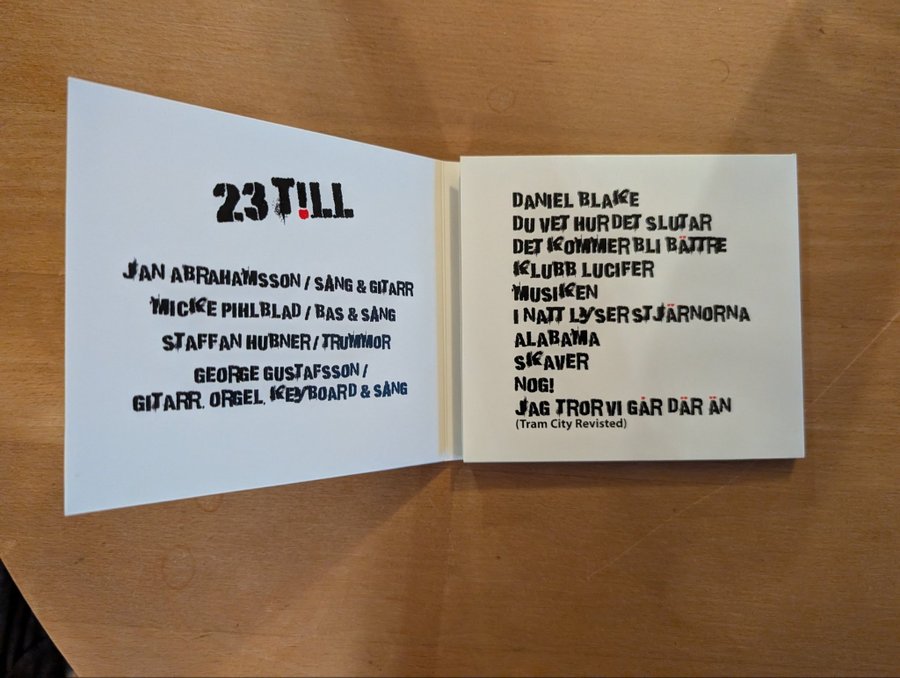 23 T!LL
JAN ABRAHAMSSON / SÅNG & GITARR
MICKE PIHLBLAD / BAS & SÅNG
STAFFAN HUBNER / TRUMMOR
GEORGE GUSTAFSSON /
GITARR, ORGEL, KEYBOARD & SÅNG
DANIEL BLAKE
DU VET HUR DET SLUTAR
DET KOMMER BLI BÄTTRE
KLUBB LUCIFER
MUSIKEN
I NATT LYSER STJÄRNORNA
ALABAMA
SKAVER
NOG!
JAG TROR VI GÅR DÄR ÄN
(Tram City Revisted)